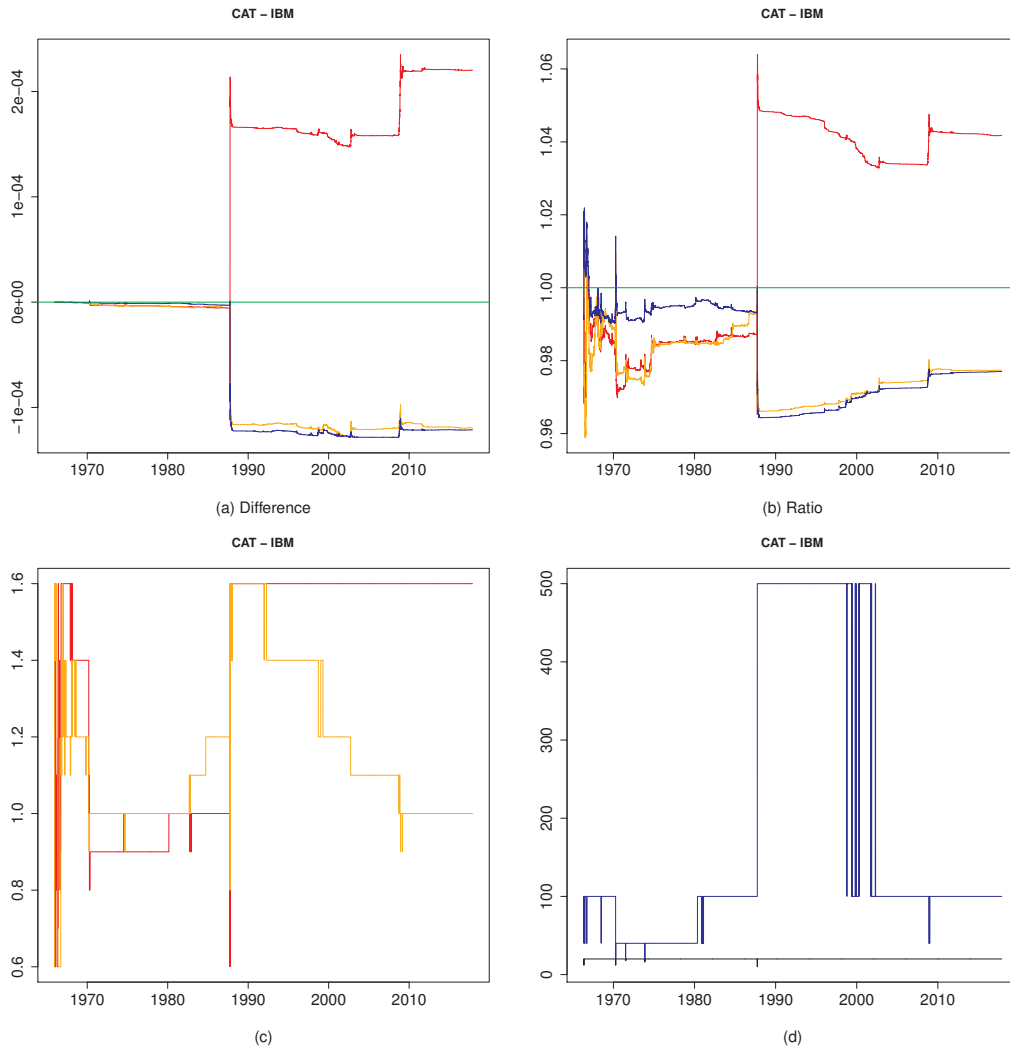 CAT – IBM
2e−04
1e−04
0e+00
−1e−04
1970 1980 1990 2000 2010
(a) Difference
CAT – IBM
1.06
1.04
1.02
1.00
0.98
0.96
1970 1980 1990 2000 2010
(b) Ratio
CAT – IBM
1.6
1.4
1.2
1.0
0.8
0.6
1970 1980 1990 2000 2010
(c)
CAT – IBM
500
400
300
200
100
0
1970 1980 1990 2000 2010
(d)